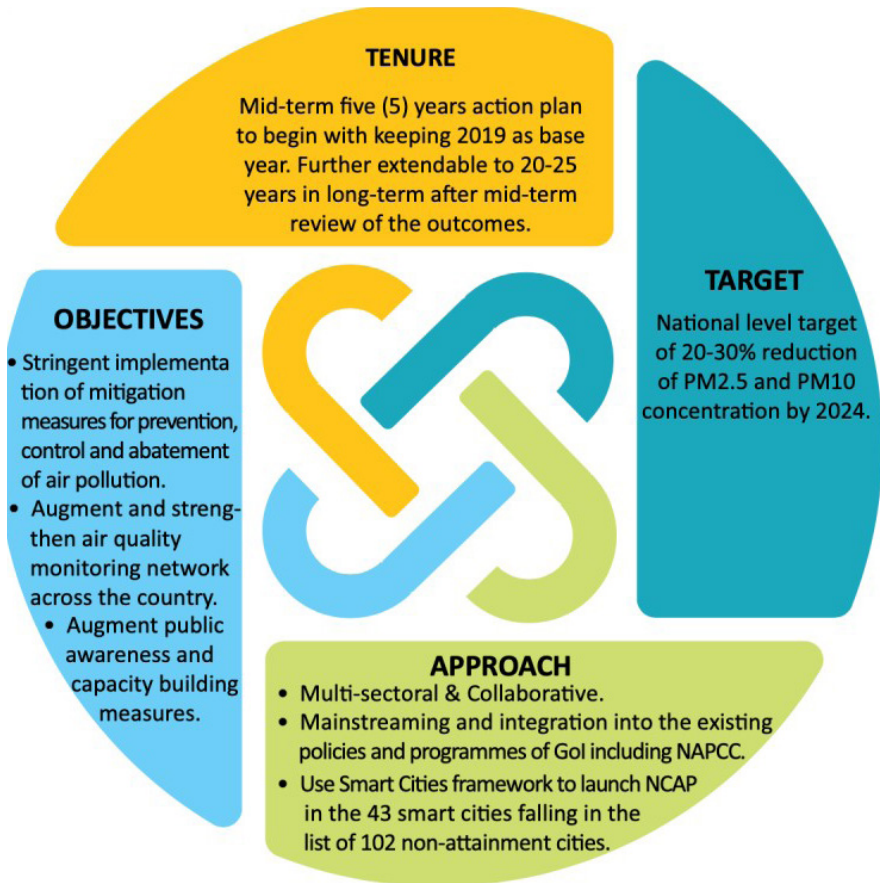 TENURE
Mid-term five (5) years action plan
to begin with keeping 2019 as base
year. Further extendable to 20-25
years in long-term after mid-term
review of the outcomes.
TARGET
National level target
of 20-30% reduction
of PM2.5 and PM10
concentration by 2024.
OBJECTIVES
• Stringent implementa
tion of mitigation
measures for prevention,
control and abatement
of air pollution.
• Augment and streng-
then air quality
monitoring network
across the country.
• Augment public
awareness and
capacity building
measures.
APPROACH
• Multi-sectoral & Collaborative.
• Mainstreaming and integration into the existing
policies and programmes of GoI including NAPCC.
• Use Smart Cities framework to launch NCAP
in the 43 smart cities falling in the
list of 102 non-attainment cities.